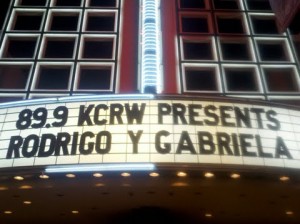 89.9 KCRW PRESENTS
RODRIGO Y GABRIELA